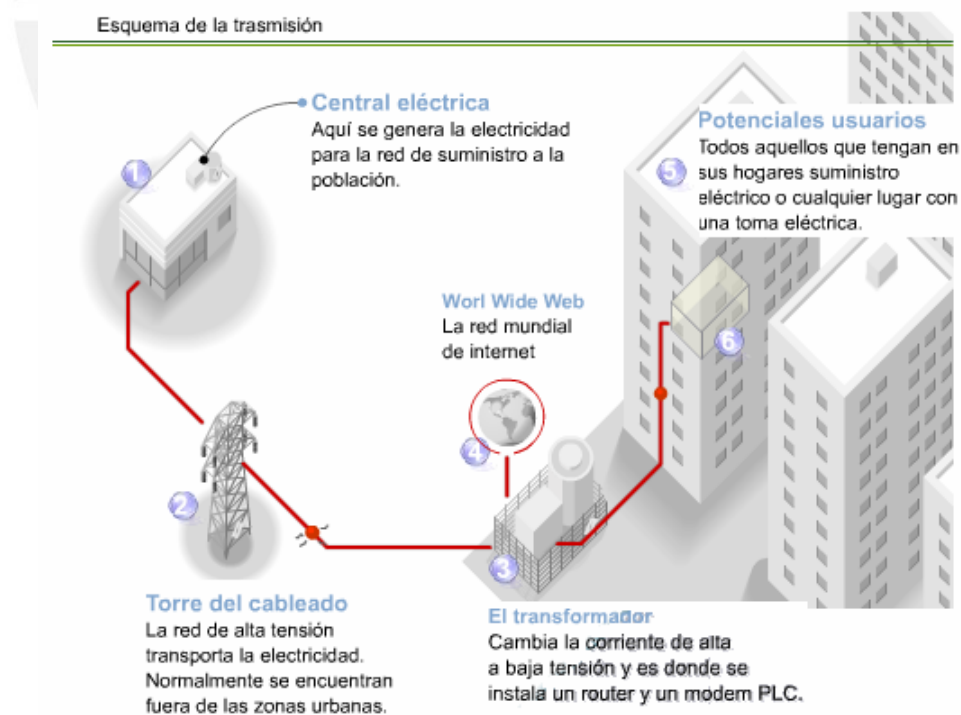 Esquema de la trasmisión
Central eléctrica
Aquí se genera la electricidad
para la red de suministro a la
población.
1
Potenciales usuarios
Todos aquellos que tengan en
sus hogares suministro
eléctrico o cualquier lugar con
una toma eléctrica.
5
Worl Wide Web
La red mundial
de internet
6
4
2
3
Torre del cableado
La red de alta tensión
transporta la electricidad.
Normalmente se encuentran
fuera de las zonas urbanas.
El transformador
Cambia la corriente de alta
a baja tensión y es donde se
instala un router y un modem PLC.